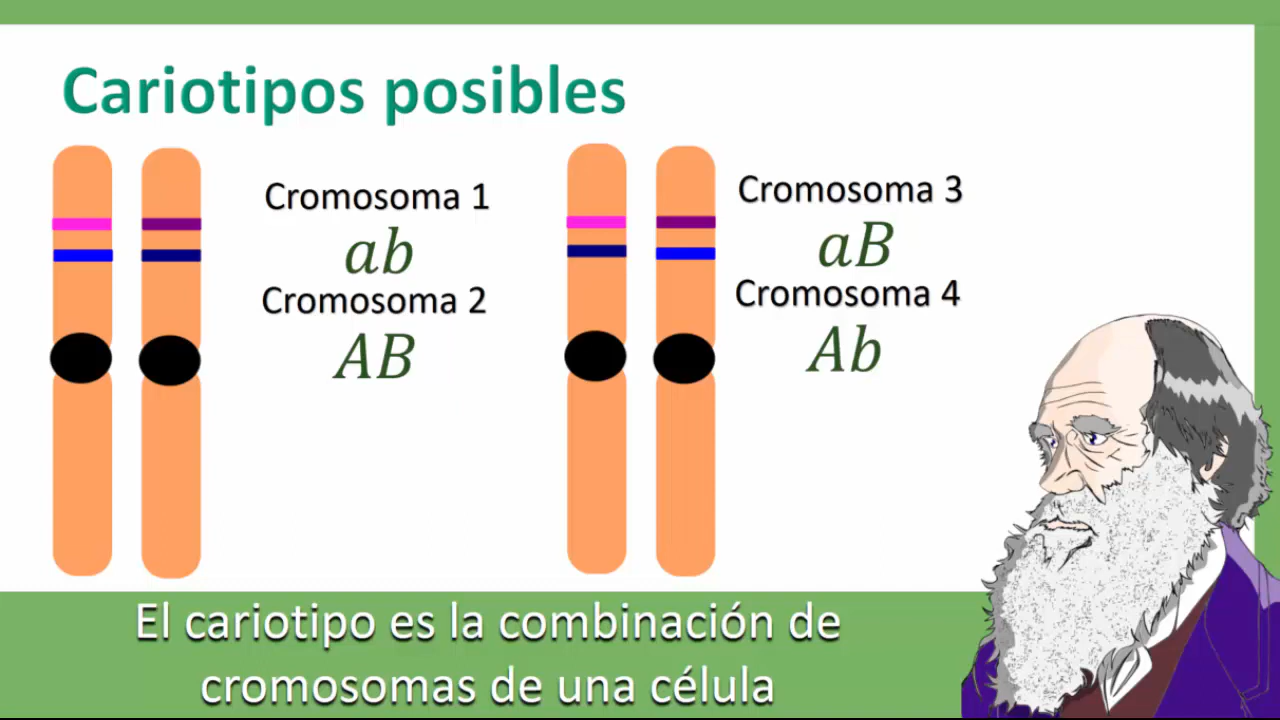 Cariotipos posibles
Cromosoma 1
ab
Cromosoma 2
AB
Cromosoma 3
aB
Cromosoma 4
Ab
El cariotipo es la combinación de
cromosomas de una célula